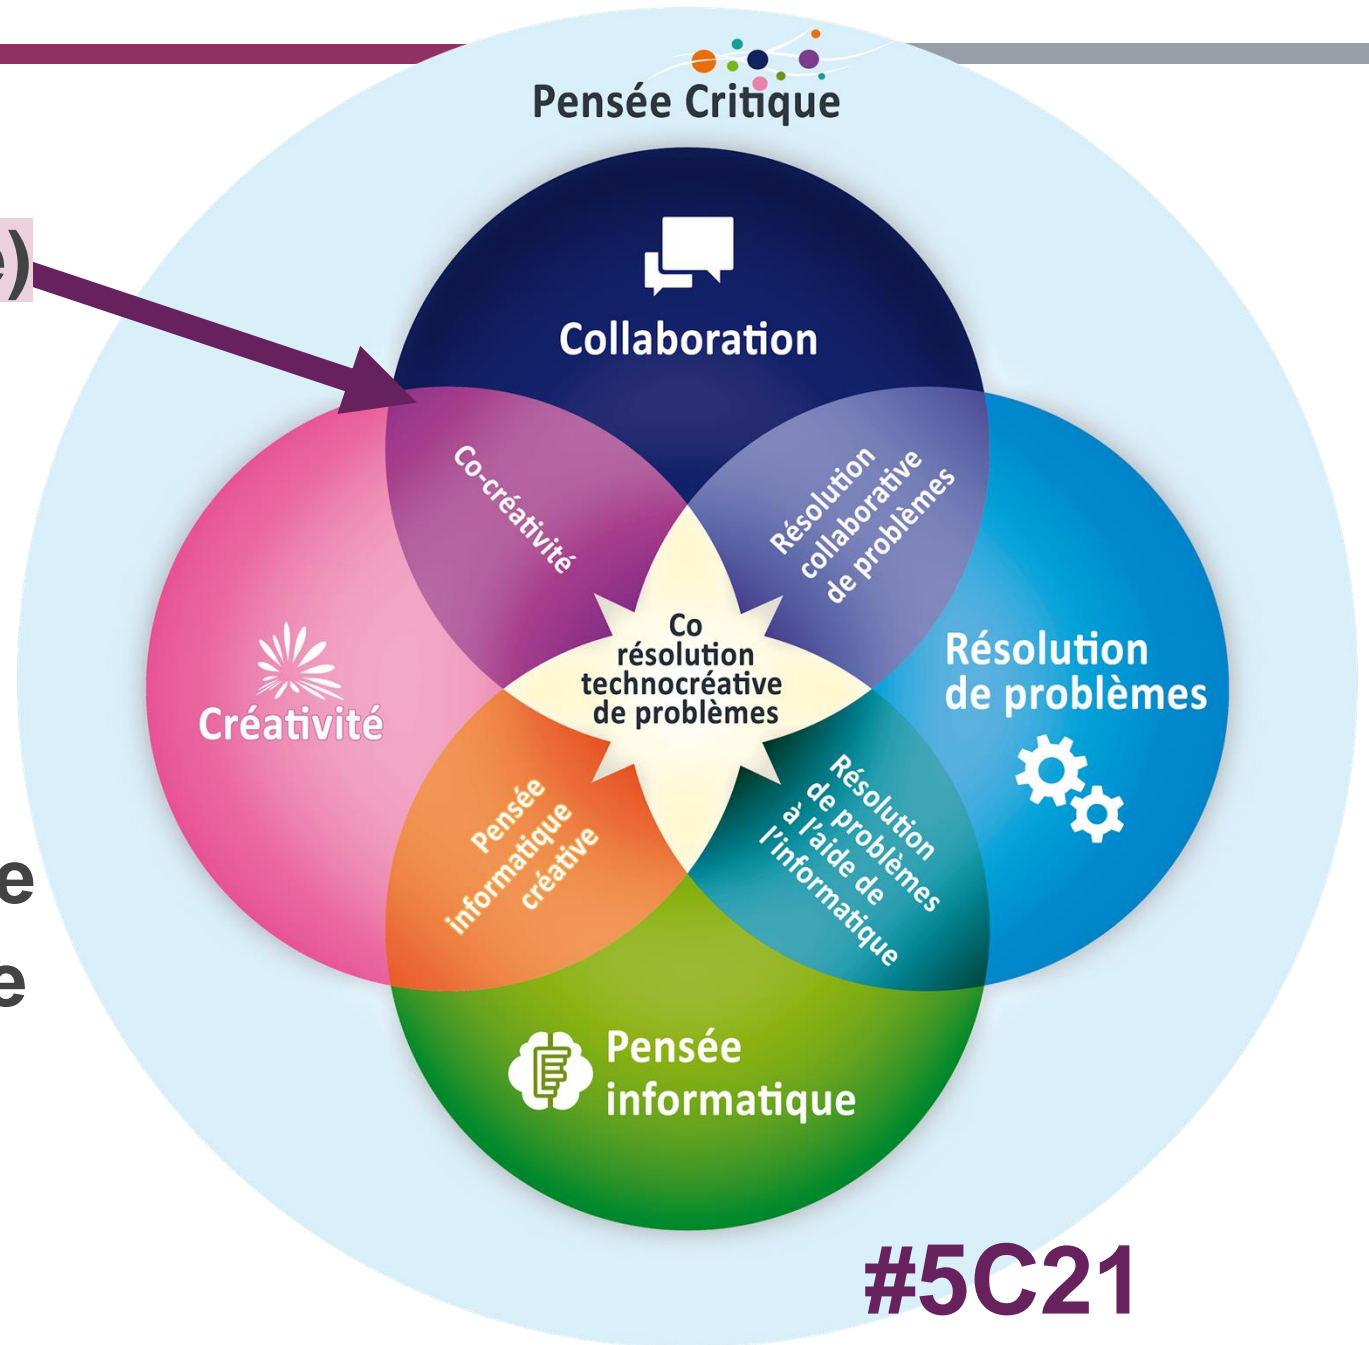 Pensée Critique
e)
Collaboration
Co-créativité
Résolution
collaborative
de problèmes
Co
résolution
technocréative
de problèmes
Créativité
Résolution
de problèmes
Pensée
informatique
créative
Résolution
de problèmes
à l'aide de
l'informatique
e
e
Pensée
informatique
#5C21